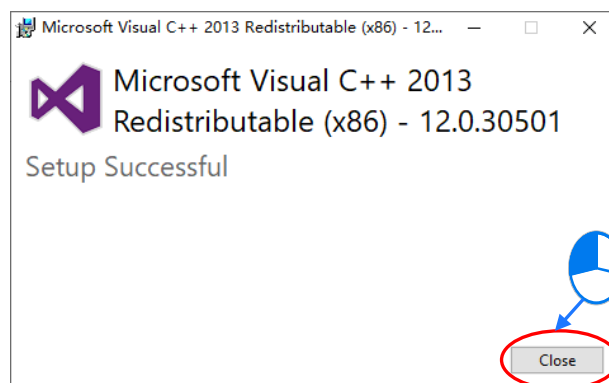 Microsoft Visual C++ 2013 Redistributable (x86) - 12...
Microsoft Visual C++ 2013
Redistributable (x86) - 12.0.30501
Setup Successful
Close